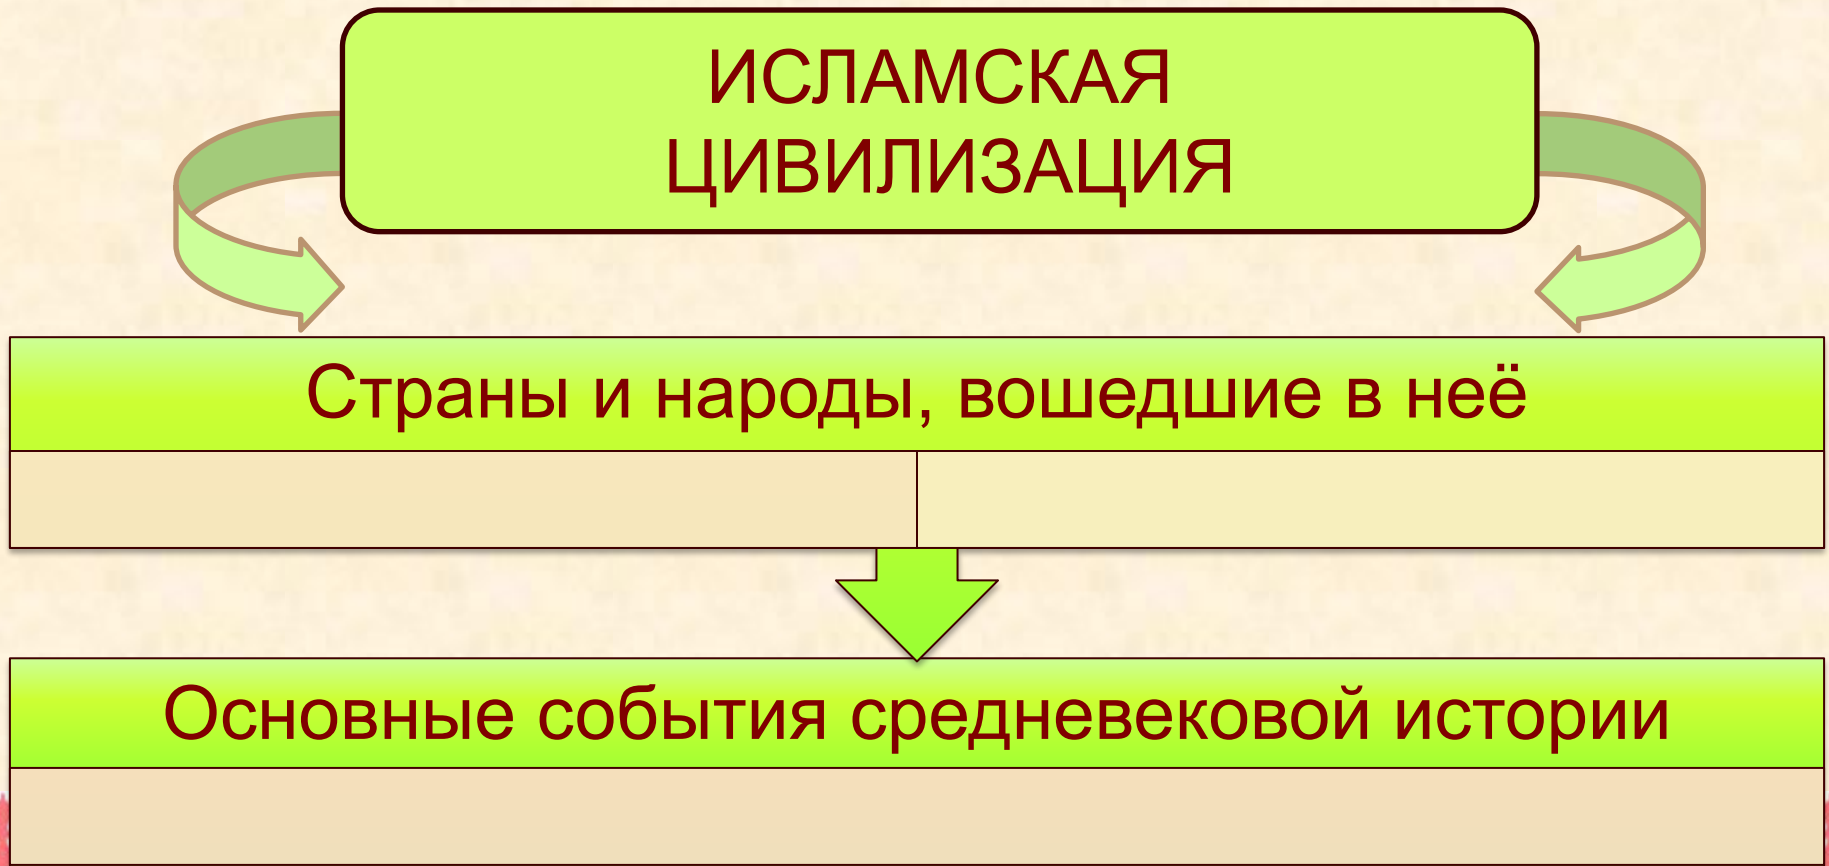 ИСЛАМСКАЯ
ЦИВИЛИЗАЦИЯ
Страны и народы, вошедшие в неё
Основные события средневековой истории